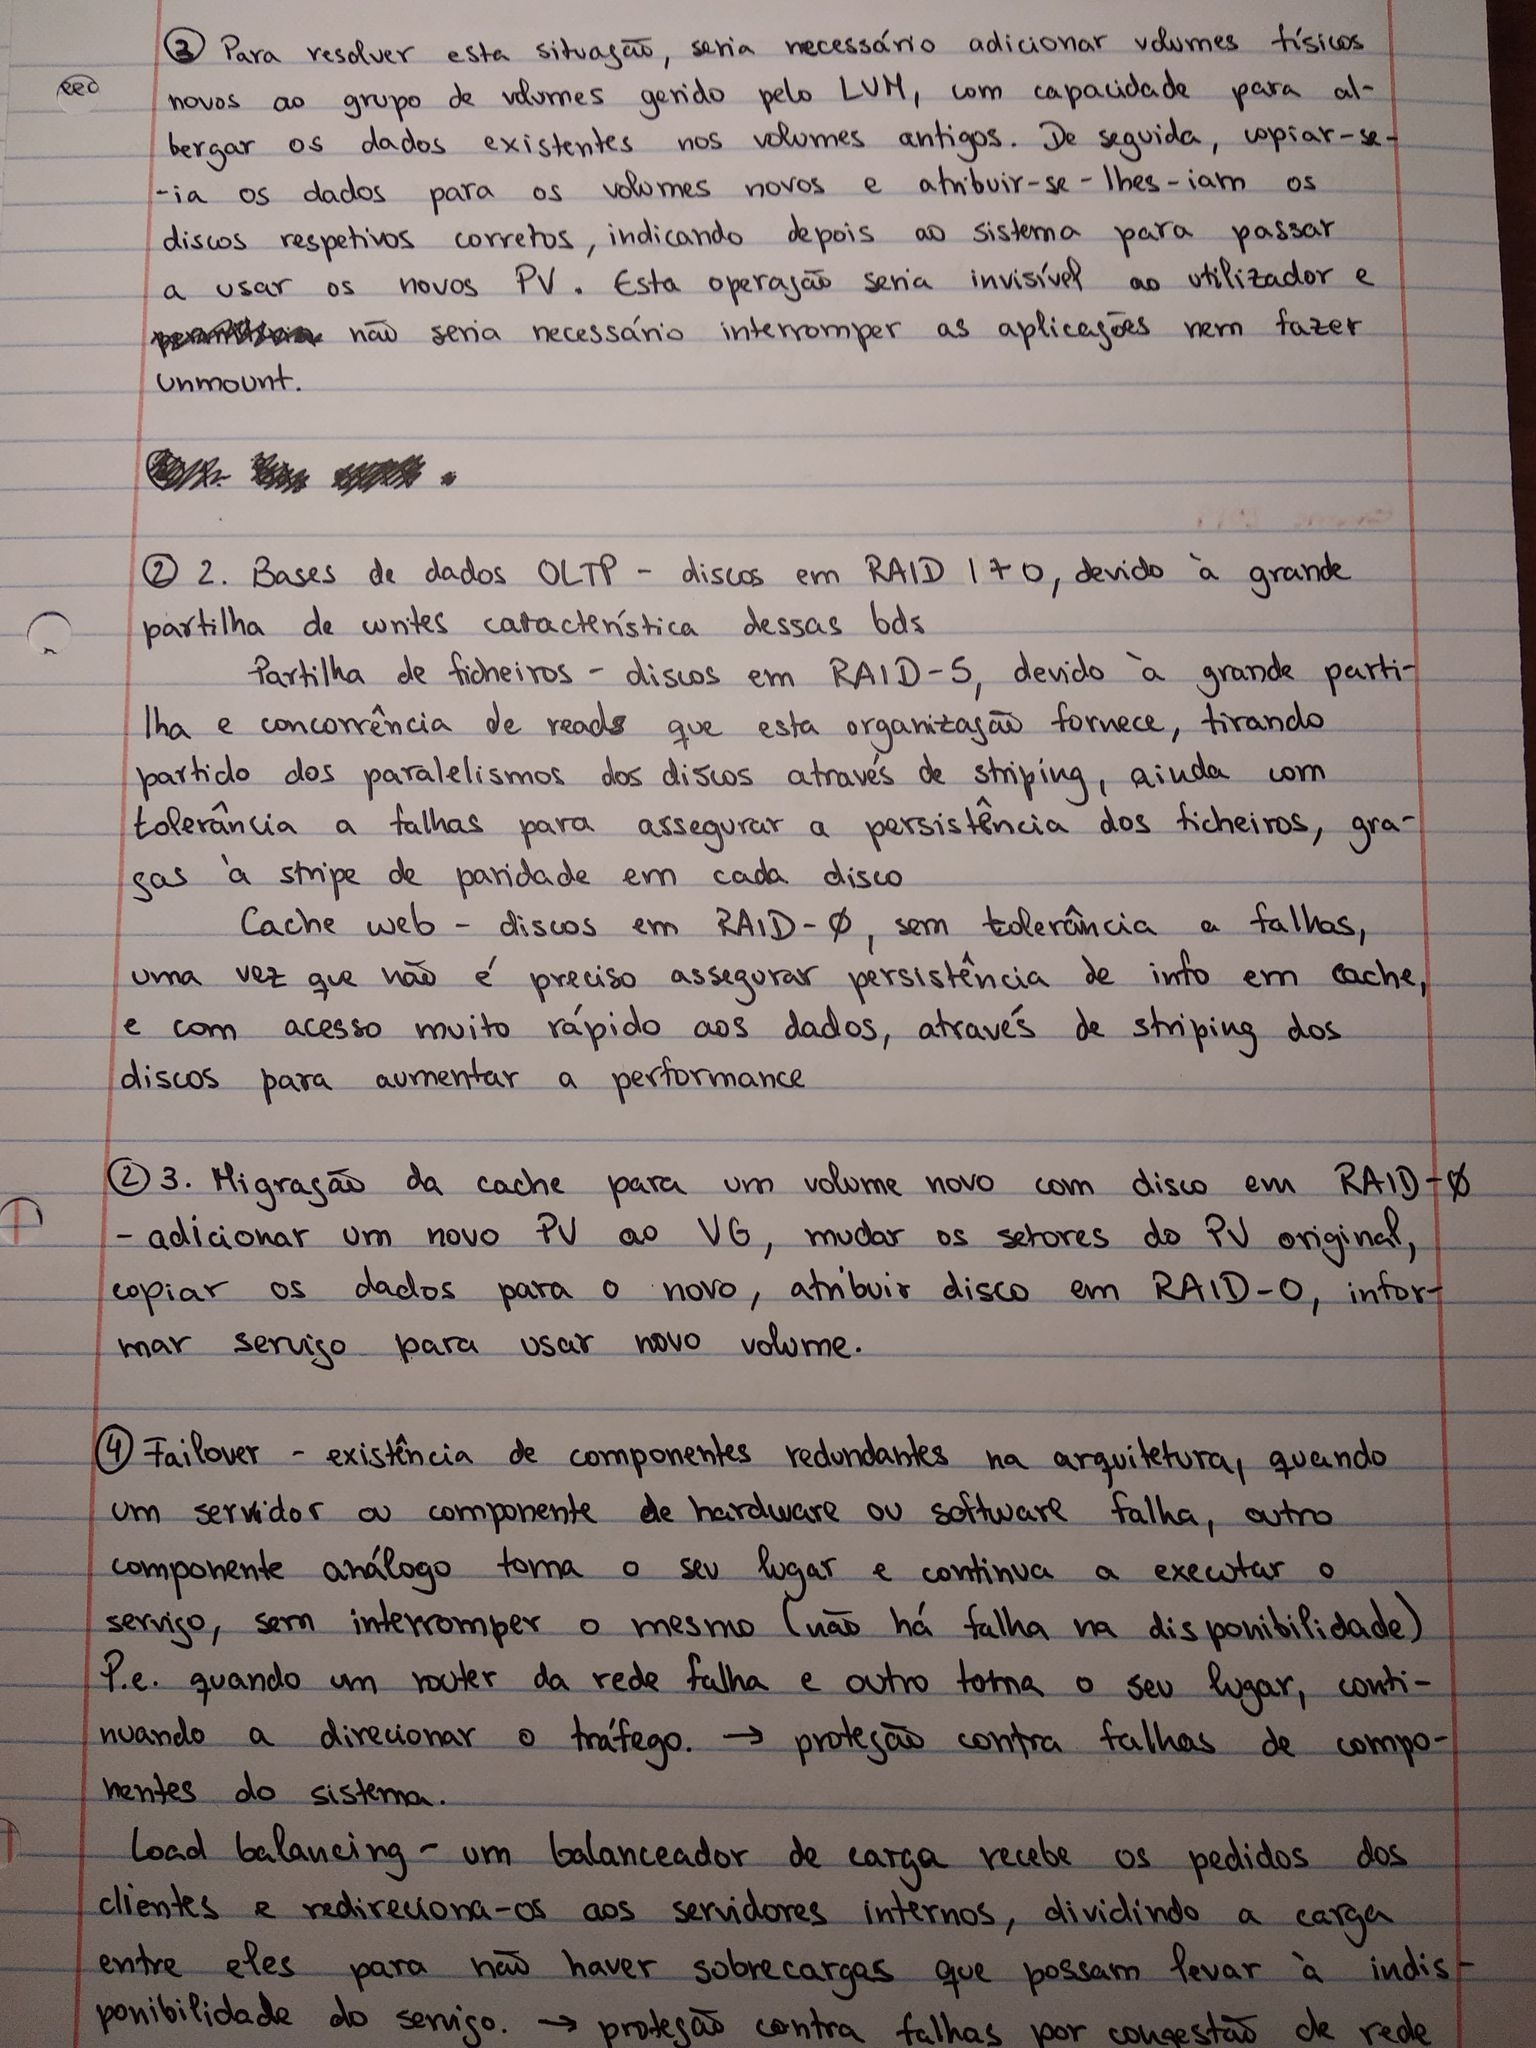 ③ Para resolver esta situação, seria necessário adicionar volumes físicos
novos ao grupo de volumes gerido pelo LVM, com capacidade para al-
bergar os dados existentes nos volumes antigos. De seguida, copiar-se-
-ia os dados para os volumes novos e atribuir-se-lhes-iam os
discos respetivos corretos, indicando depois ao sistema para passar
a usar os novos PV. Esta operação seria invisível ao utilizador e
não seria necessário interromper as aplicações nem fazer
unmount.
② 2. Bases de dados OLTP - discos em RAID 1+0, devido à grande
partilha de writes característica dessas bds
Partilha de ficheiros - discos em RAID-5, devido à grande parti-
lha e concorrência de reads que esta organização fornece, tirando
partido dos paralelismos dos discos através de striping, ainda com
tolerância a falhas para assegurar a persistência dos ficheiros, gra-
ças à stripe de paridade em cada disco
Cache web - discos em RAID-Ø, sem tolerância a falhas,
uma vez que não é preciso assegurar persistência de info em cache,
e com acesso muito rápido aos dados, através de striping dos
discos para aumentar a performance
② 3. Migração da cache para um volume novo com disco em RAID-Ø
- adicionar um novo PV ao VG, mudar os setores do PV original,
copiar os dados para o novo, atribuir disco em RAID-0, infor-
mar serviço para usar novo volume.
④ Failover - existência de componentes redundantes na arquitetura, quando
um servidor ou componente de hardware ou software falha, outro
componente análogo toma o seu lugar e continua a executar o
serviço, sem interromper o mesmo (não há falha na disponibilidade)
P.e. quando um router da rede falha e outro toma o seu lugar, conti-
nuando a direcionar o tráfego. → proteção contra falhas de compo-
nentes do sistema.
Load balancing - um balanceador de carga recebe os pedidos dos
clientes e redireciona-os aos servidores internos, dividindo a carga
entre eles para não haver sobrecargas que possam levar à indis-
ponibilidade do serviço. → proteção contra falhas por congestão de rede